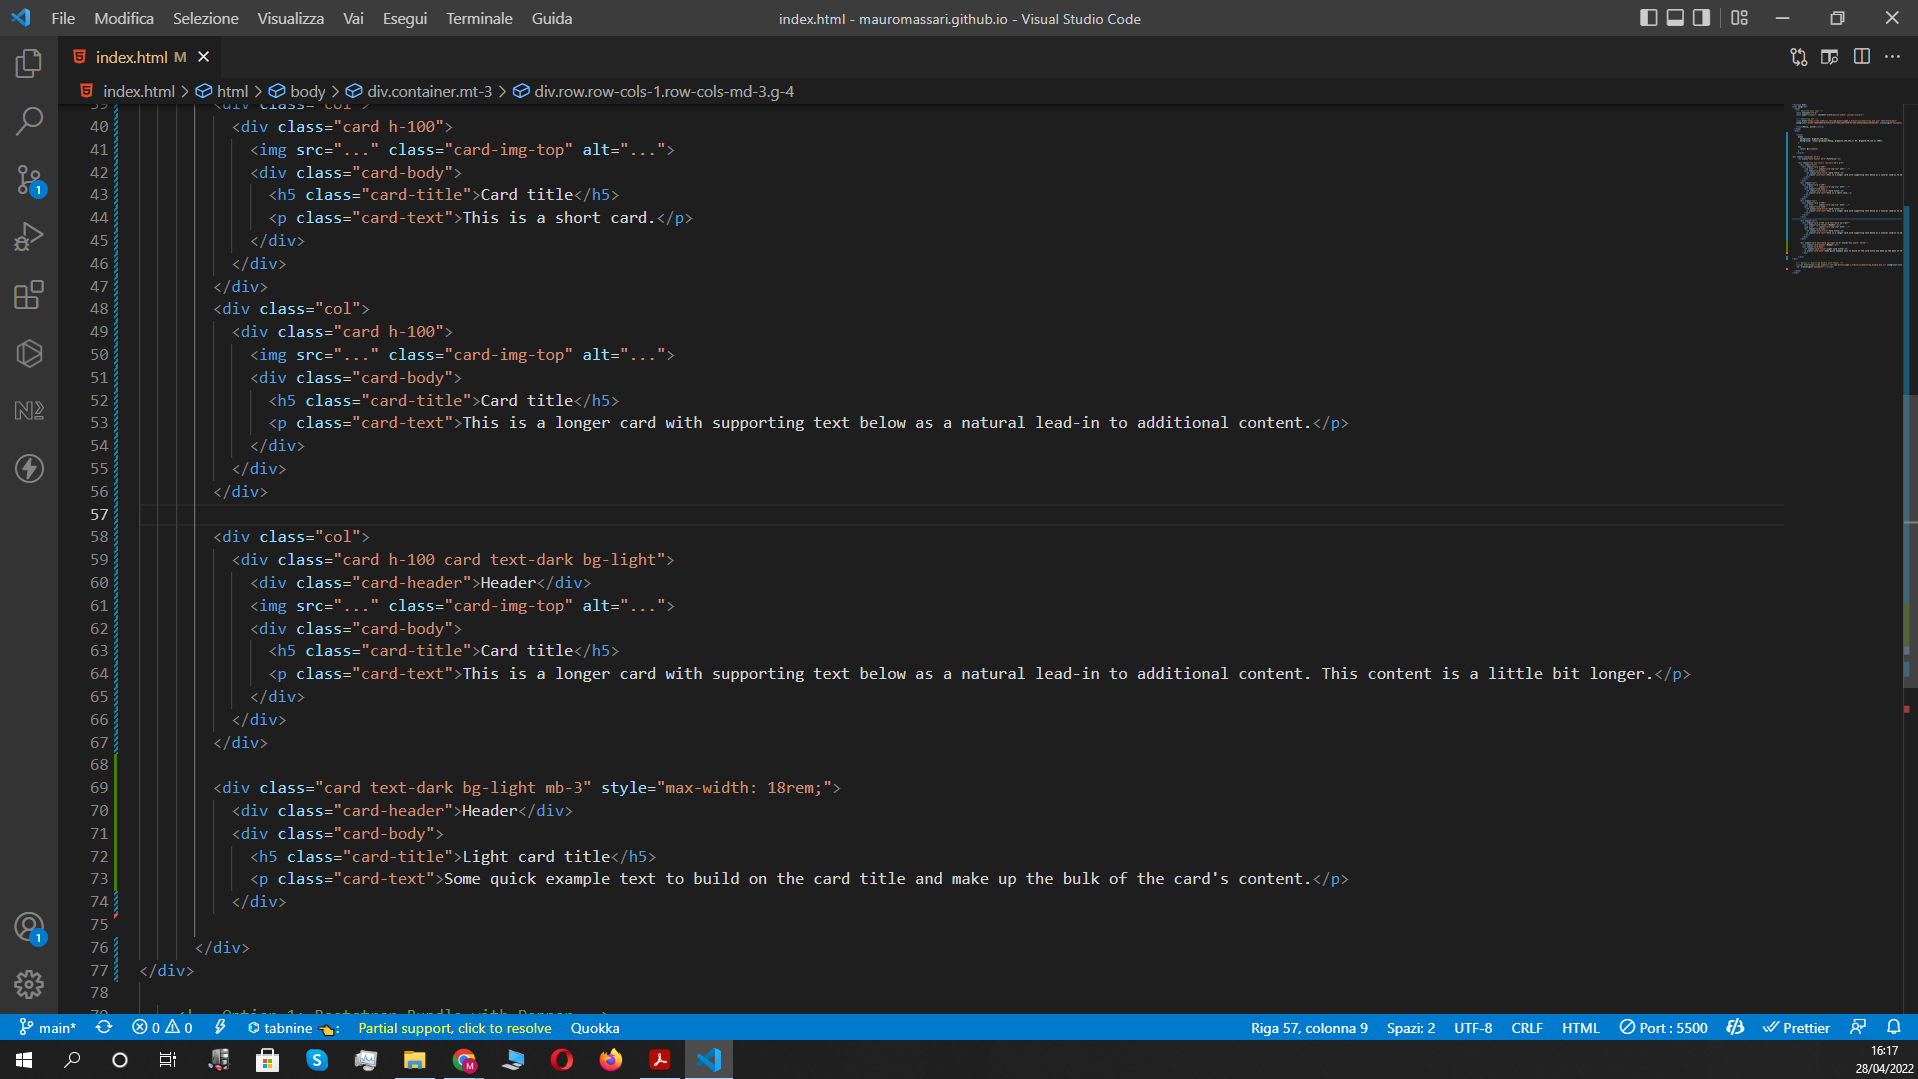 File Modifica Selezione Visualizza Vai Esegui Terminale Guida
index.html - mauromassari.github.io - Visual Studio Code
index.html M
index.html > html > body > div.container.mt-3 > div.row.row-cols-1.row-cols-md-3.g-4
39 <div class="col">
40 <div class="card h-100">
41 <img src="..." class="card-img-top" alt="...">
42 <div class="card-body">
43 <h5 class="card-title">Card title</h5>
44 <p class="card-text">This is a short card.</p>
45 </div>
46 </div>
47 </div>
48 <div class="col">
49 <div class="card h-100">
50 <img src="..." class="card-img-top" alt="...">
51 <div class="card-body">
52 <h5 class="card-title">Card title</h5>
53 <p class="card-text">This is a longer card with supporting text below as a natural lead-in to additional content.</p>
54 </div>
55 </div>
56 </div>
57
58 <div class="col">
59 <div class="card h-100 card text-dark bg-light">
60 <div class="card-header">Header</div>
61 <img src="..." class="card-img-top" alt="...">
62 <div class="card-body">
63 <h5 class="card-title">Card title</h5>
64 <p class="card-text">This is a longer card with supporting text below as a natural lead-in to additional content. This content is a little bit longer.</p>
65 </div>
66 </div>
67 </div>
68
69 <div class="card text-dark bg-light mb-3" style="max-width: 18rem;">
70 <div class="card-header">Header</div>
71 <div class="card-body">
72 <h5 class="card-title">Light card title</h5>
73 <p class="card-text">Some quick example text to build on the card title and make up the bulk of the card's content.</p>
74 </div>
75
76 </div>
77 </div>
78
79 Option 1: Bootstrap Bundle with Popper
1
1
main* 0 0 tabnine : Partial support, click to resolve Quokka
Riga 57, colonna 9 Spazi: 2 UTF-8 CRLF HTML Port : 5500 Prettier
16:17
28/04/2022